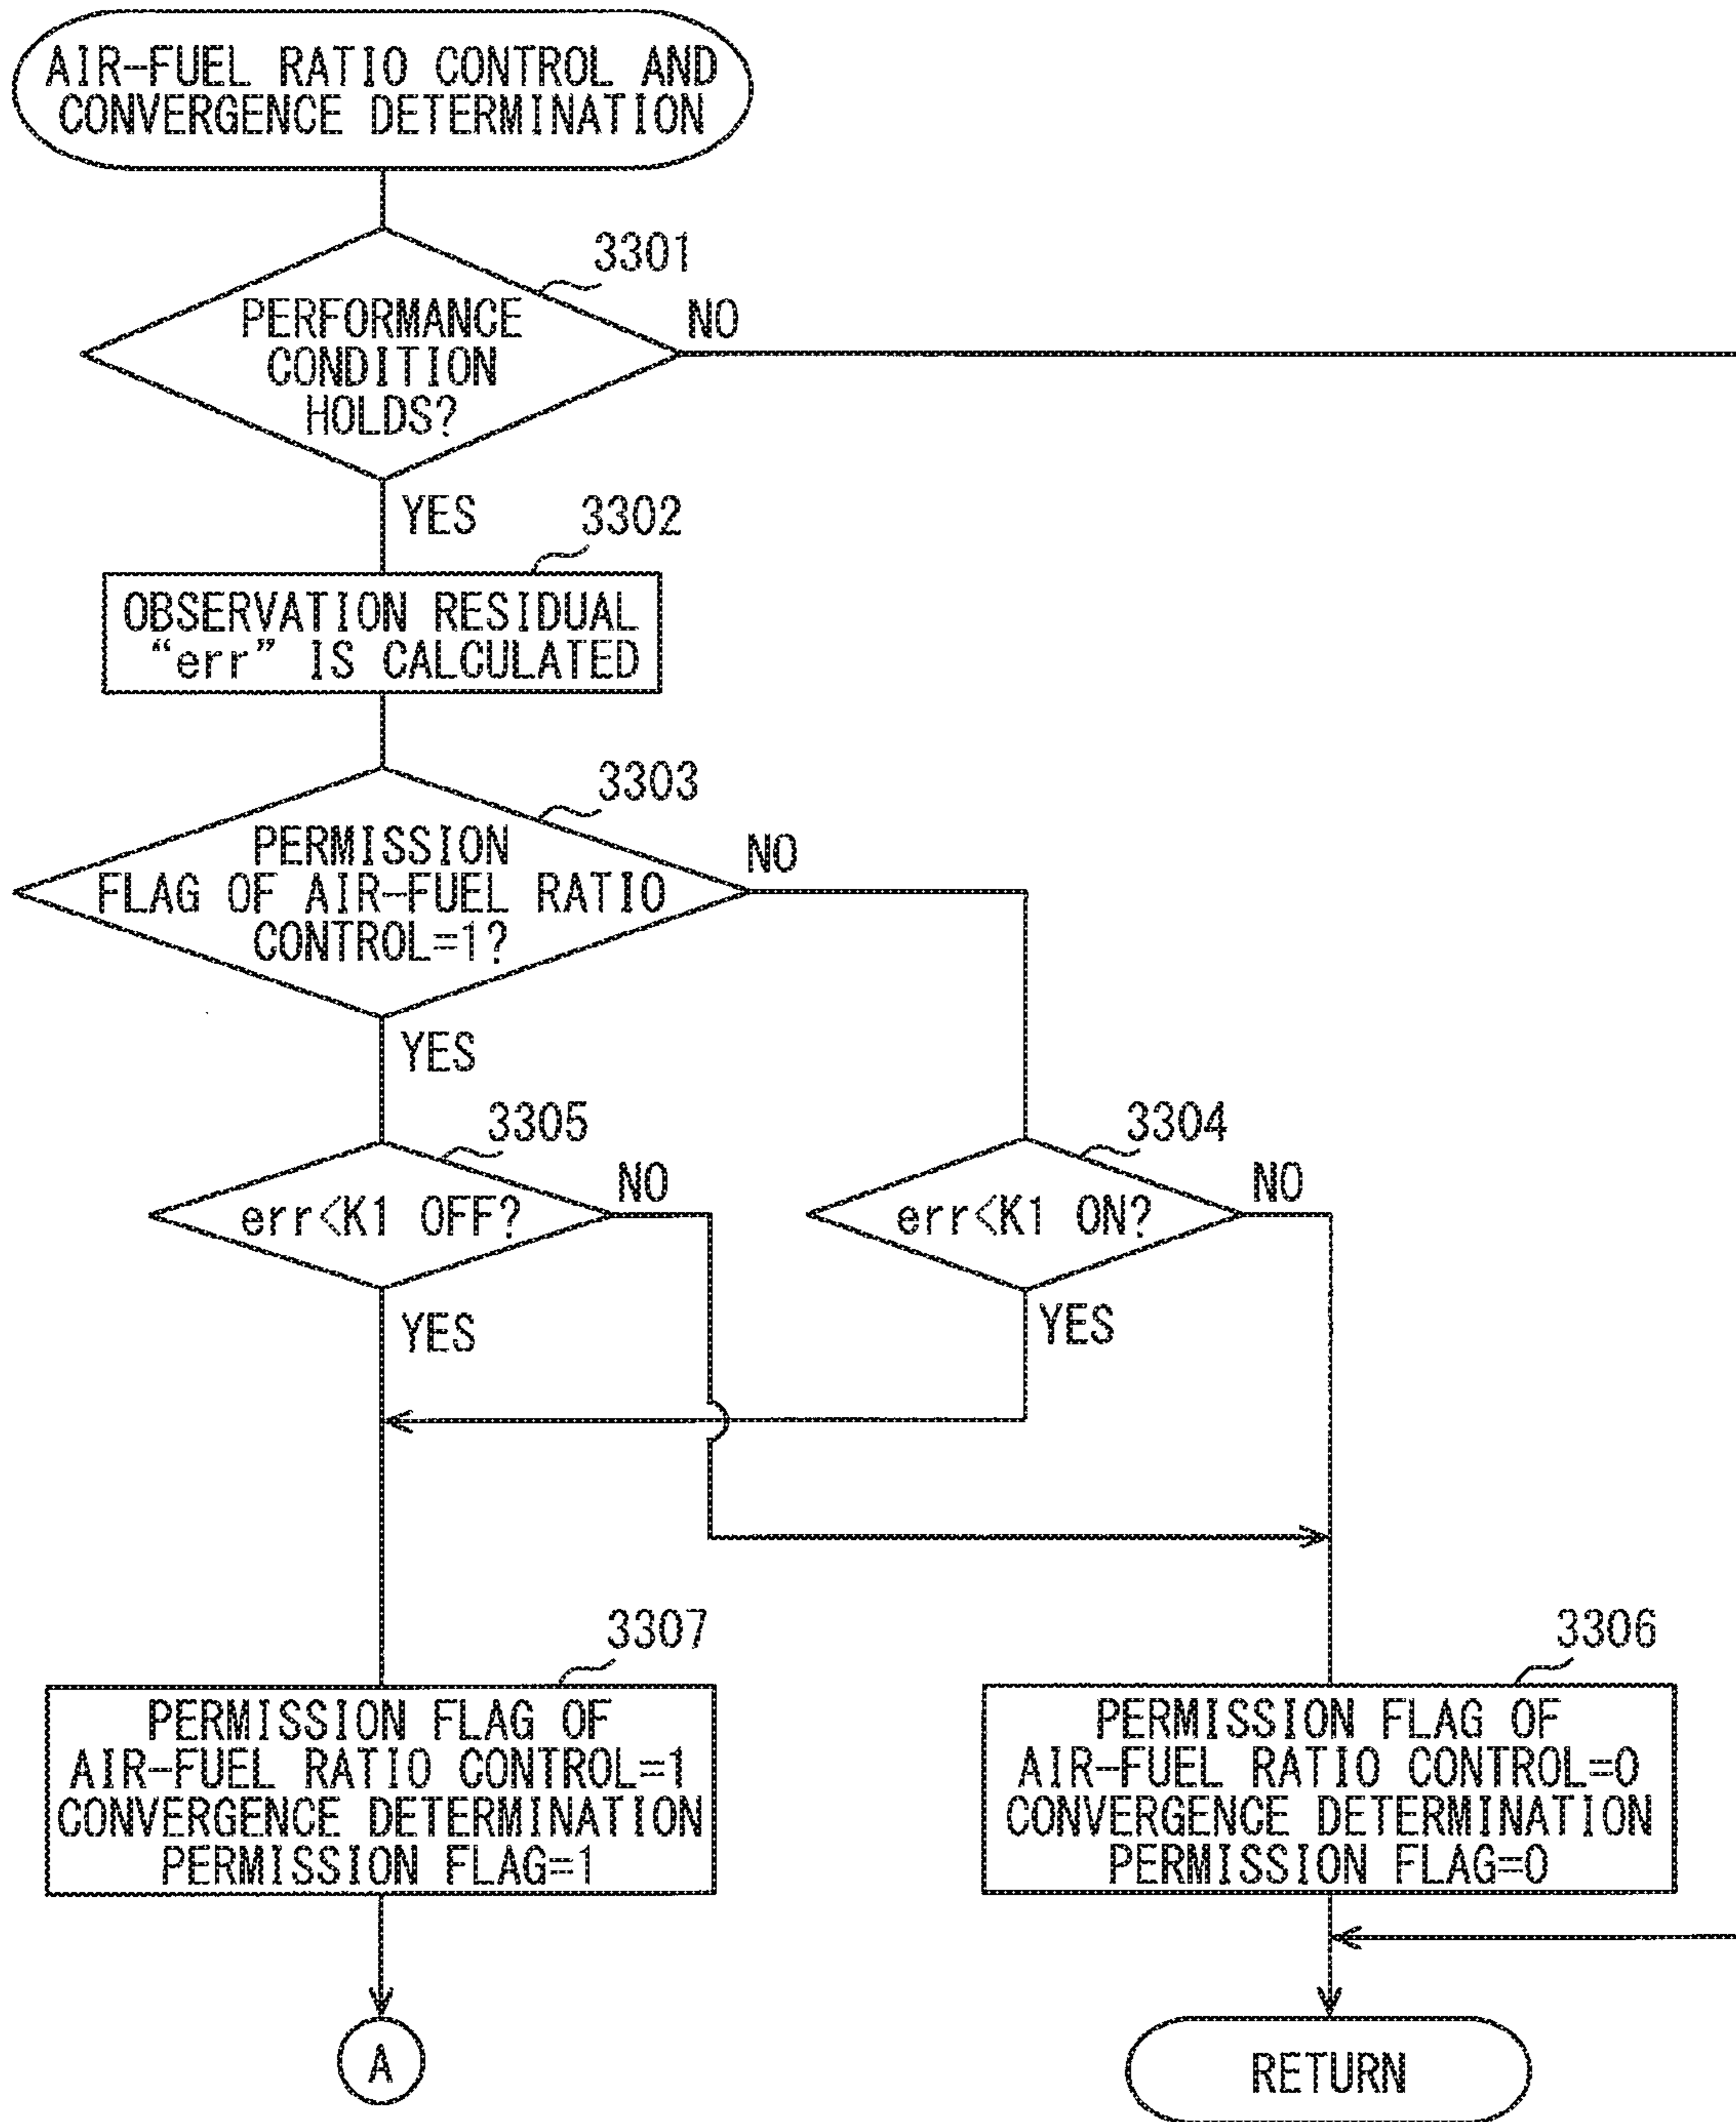 AIR-FUEL RATIO CONTROL AND
CONVERGENCE DETERMINATION
3301
PERFORMANCE
CONDITION
HOLDS?
NO
YES
3302
OBSERVATION RESIDUAL
“err” IS CALCULATED
3303
PERMISSION
FLAG OF AIR-FUEL RATIO
CONTROL=1?
NO
YES
3305
err<K1 OFF?
NO
YES
3304
err<K1 ON?
NO
YES
3307
PERMISSION FLAG OF
AIR-FUEL RATIO CONTROL=1
CONVERGENCE DETERMINATION
PERMISSION FLAG=1
3306
PERMISSION FLAG OF
AIR-FUEL RATIO CONTROL=0
CONVERGENCE DETERMINATION
PERMISSION FLAG=0
A
RETURN